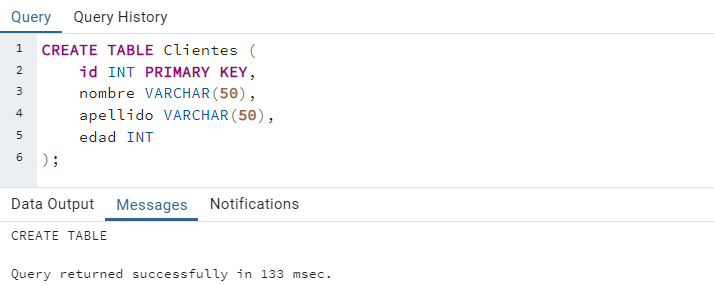 Query Query History
1 CREATE TABLE Clientes (
2 id INT PRIMARY KEY,
3 nombre VARCHAR(50),
4 apellido VARCHAR(50),
5 edad INT
6 );
Data Output Messages Notifications
CREATE TABLE
Query returned successfully in 133 msec.